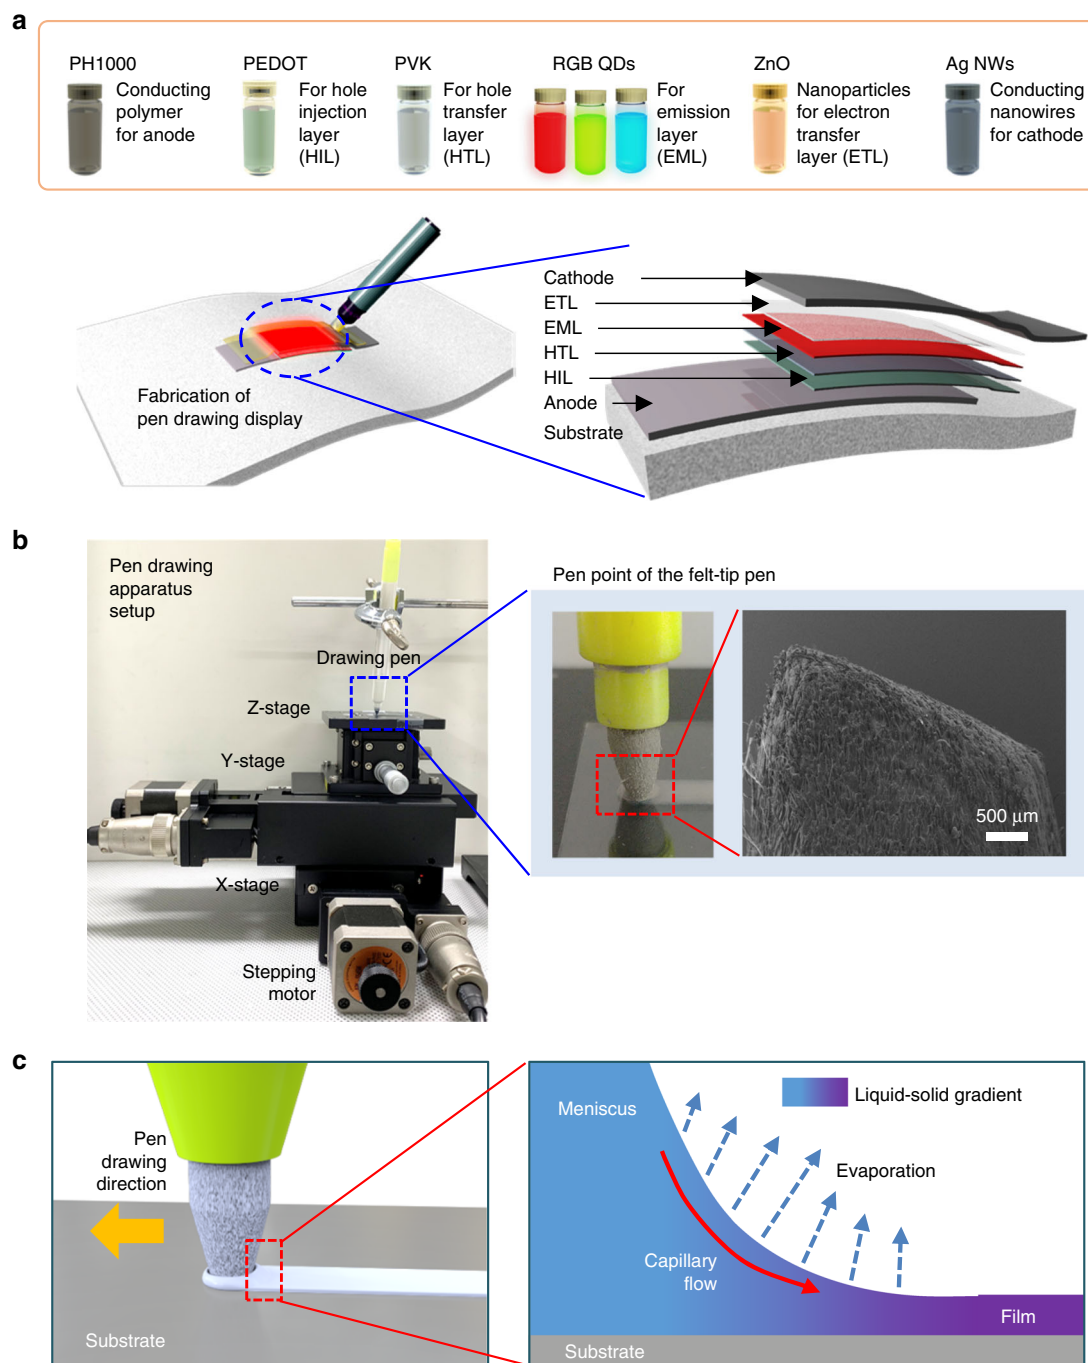 a
PH1000
Conducting
polymer
for anode
PEDOT
For hole
injection
layer
(HIL)
PVK
For hole
transfer
layer
(HTL)
RGB QDs
For
emission
layer
(EML)
ZnO
Nanoparticles
for electron
transfer
layer (ETL)
Ag NWs
Conducting
nanowires
for cathode
Fabrication of
pen drawing display
Cathode
ETL
EML
HTL
HIL
Anode
Substrate
b
Pen drawing
apparatus
setup
Drawing pen
Z-stage
Y-stage
X-stage
Stepping
motor
Pen point of the felt-tip pen
500 μm
c
Pen
drawing
direction
Substrate
Meniscus
Liquid-solid gradient
Evaporation
Capillary
flow
Film
Substrate